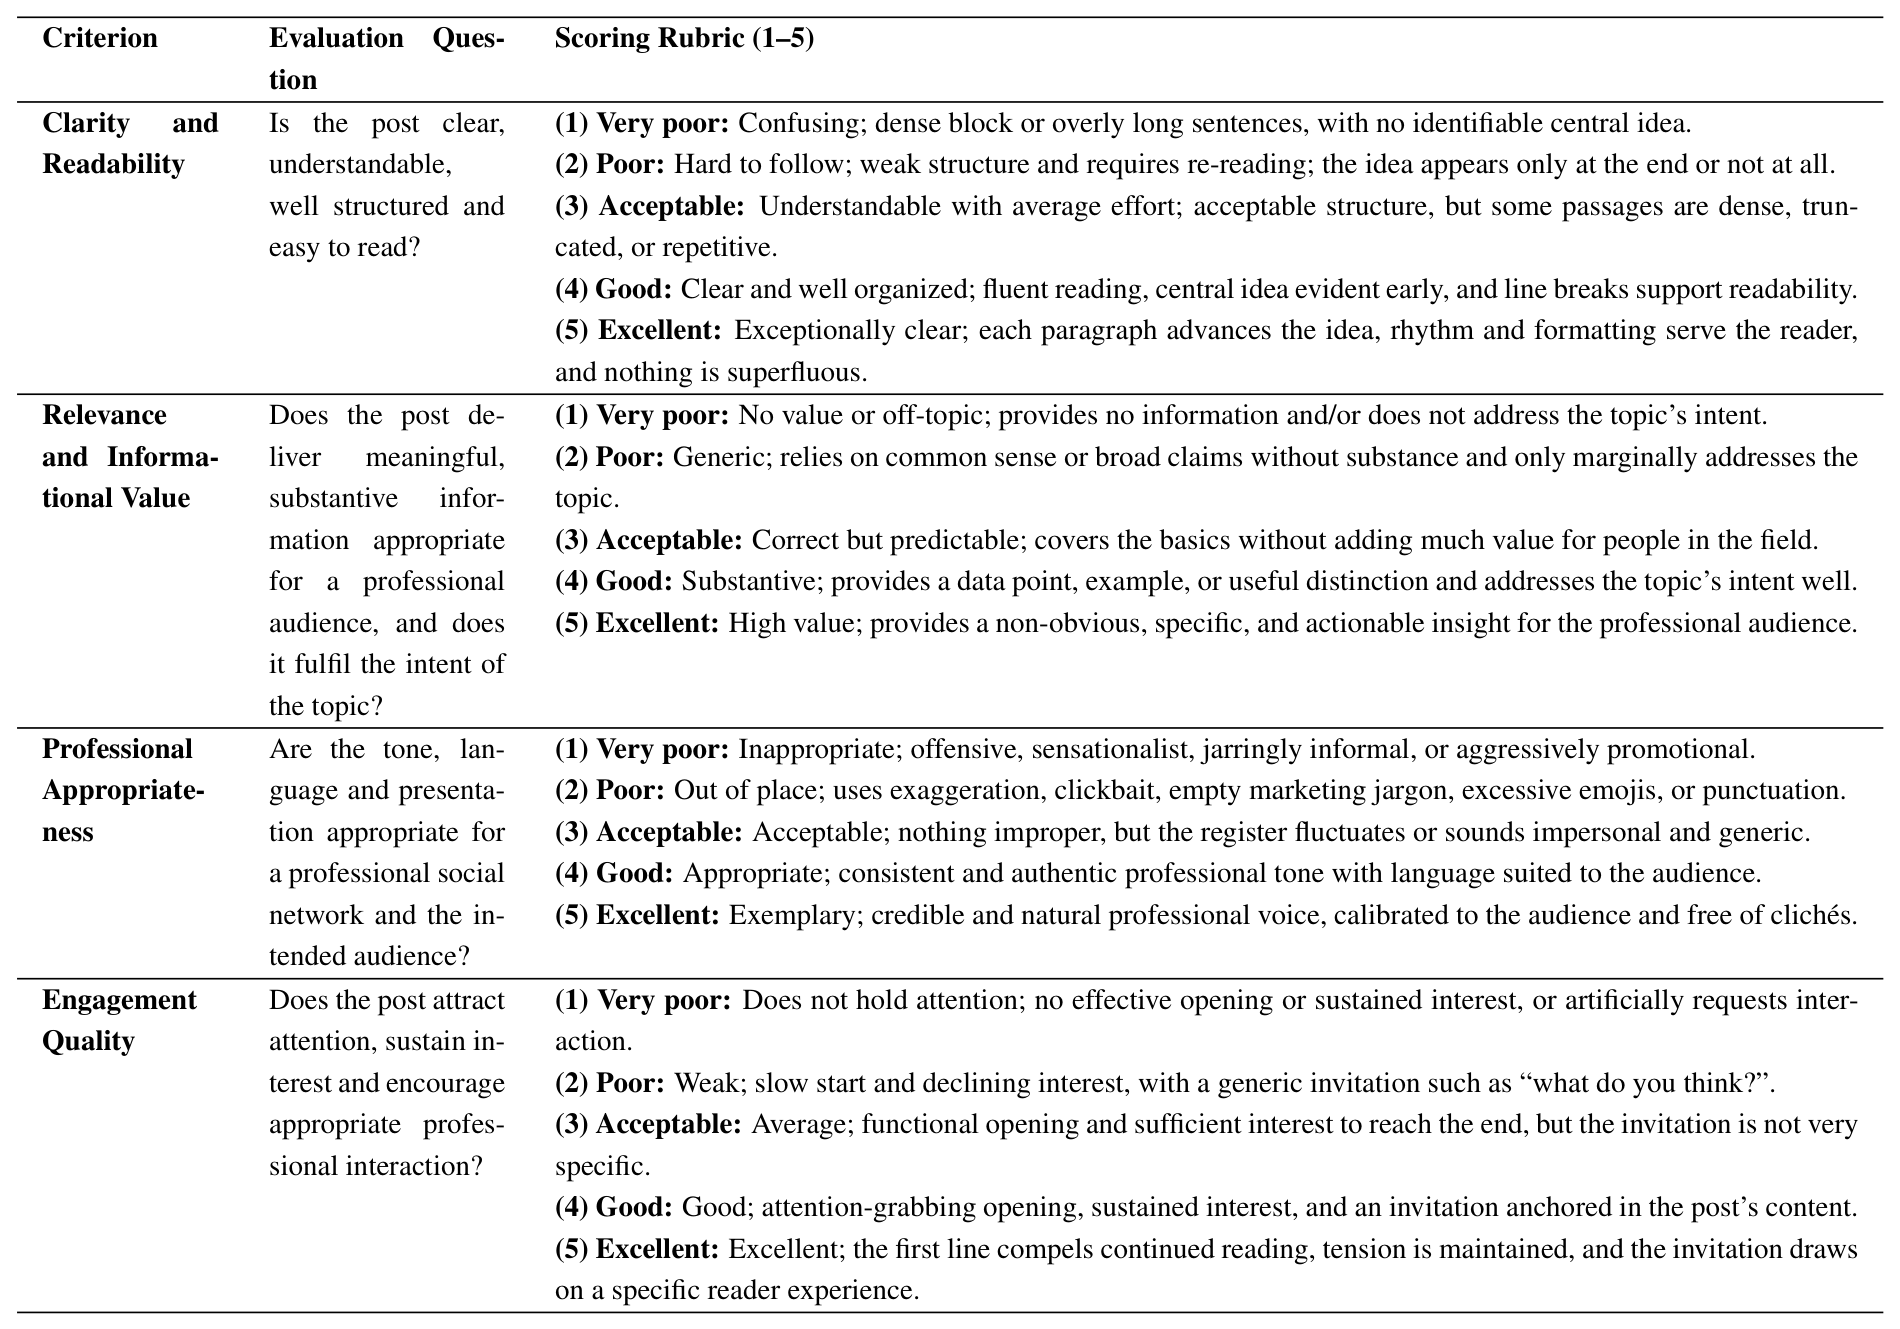 Criterion
Evaluation Ques-
tion
Scoring Rubric (1–5)
Clarity and
Readability
Is the post clear,
understandable,
well structured and
easy to read?
(1) Very poor: Confusing; dense block or overly long sentences, with no identifiable central idea.
(2) Poor: Hard to follow; weak structure and requires re-reading; the idea appears only at the end or not at all.
(3) Acceptable: Understandable with average effort; acceptable structure, but some passages are dense, trun-
cated, or repetitive.
(4) Good: Clear and well organized; fluent reading, central idea evident early, and line breaks support readability.
(5) Excellent: Exceptionally clear; each paragraph advances the idea, rhythm and formatting serve the reader,
and nothing is superfluous.
Relevance
and Informa-
tional Value
Does the post de-
liver meaningful,
substantive infor-
mation appropriate
for a professional
audience, and does
it fulfil the intent of
the topic?
(1) Very poor: No value or off-topic; provides no information and/or does not address the topic's intent.
(2) Poor: Generic; relies on common sense or broad claims without substance and only marginally addresses the
topic.
(3) Acceptable: Correct but predictable; covers the basics without adding much value for people in the field.
(4) Good: Substantive; provides a data point, example, or useful distinction and addresses the topic's intent well.
(5) Excellent: High value; provides a non-obvious, specific, and actionable insight for the professional audience.
Professional
Appropriate-
ness
Are the tone, lan-
guage and presenta-
tion appropriate for
a professional social
network and the in-
tended audience?
(1) Very poor: Inappropriate; offensive, sensationalist, jarringly informal, or aggressively promotional.
(2) Poor: Out of place; uses exaggeration, clickbait, empty marketing jargon, excessive emojis, or punctuation.
(3) Acceptable: Acceptable; nothing improper, but the register fluctuates or sounds impersonal and generic.
(4) Good: Appropriate; consistent and authentic professional tone with language suited to the audience.
(5) Excellent: Exemplary; credible and natural professional voice, calibrated to the audience and free of clichés.
Engagement
Quality
Does the post attract
attention, sustain in-
terest and encourage
appropriate profes-
sional interaction?
(1) Very poor: Does not hold attention; no effective opening or sustained interest, or artificially requests inter-
action.
(2) Poor: Weak; slow start and declining interest, with a generic invitation such as “what do you think?”.
(3) Acceptable: Average; functional opening and sufficient interest to reach the end, but the invitation is not very
specific.
(4) Good: Good; attention-grabbing opening, sustained interest, and an invitation anchored in the post's content.
(5) Excellent: Excellent; the first line compels continued reading, tension is maintained, and the invitation draws
on a specific reader experience.